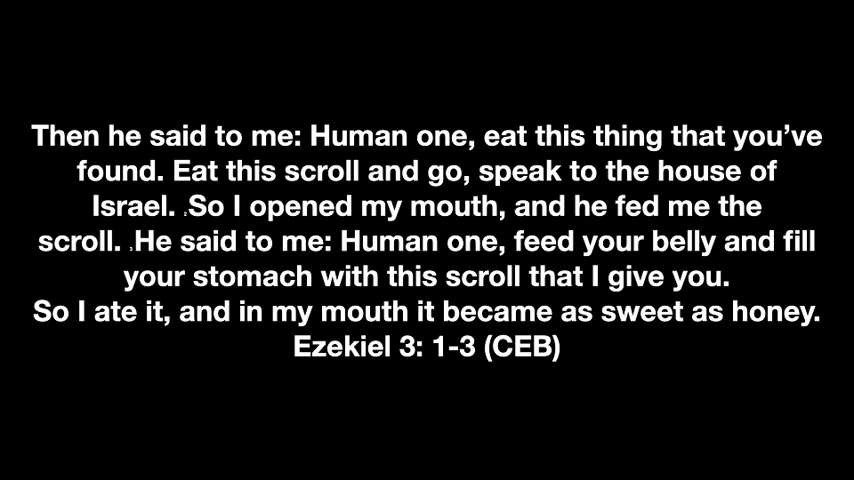 Then he said to me: Human one, eat this thing that you’ve
found. Eat this scroll and go, speak to the house of
Israel. 2So I opened my mouth, and he fed me the
scroll. 3He said to me: Human one, feed your belly and fill
your stomach with this scroll that I give you.
So I ate it, and in my mouth it became as sweet as honey.
Ezekiel 3: 1-3 (CEB)